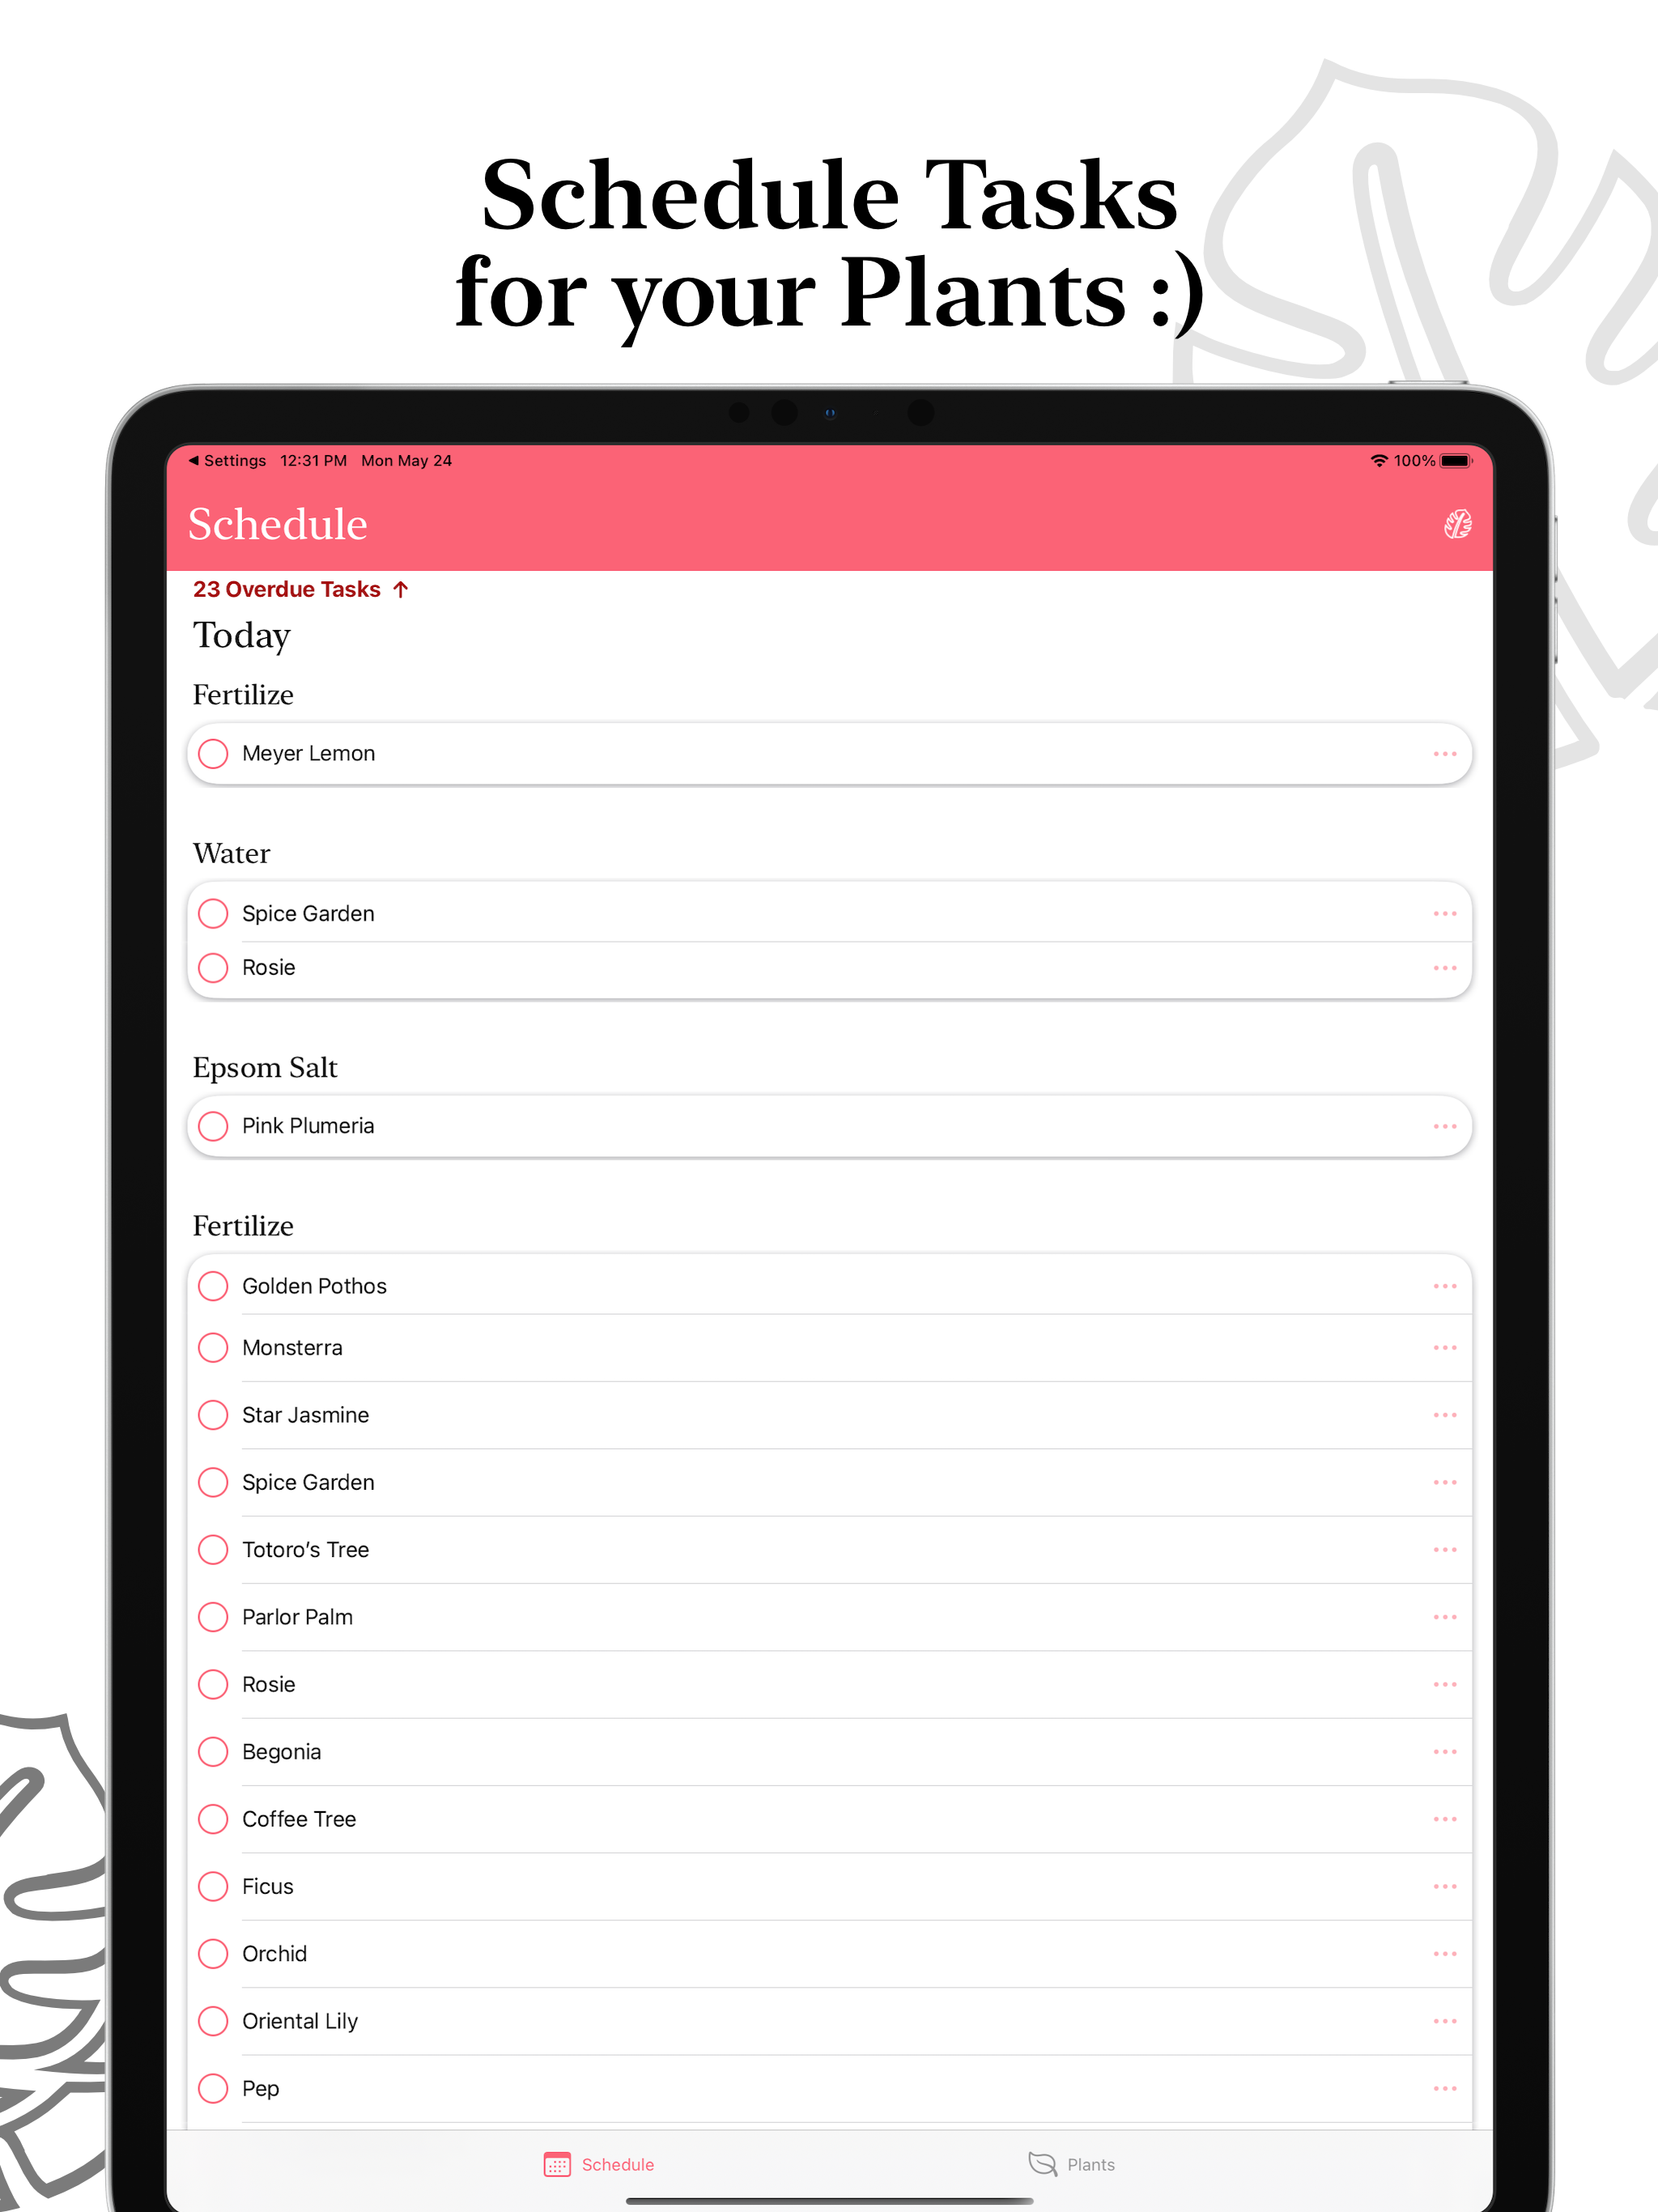 Schedule Tasks
for your Plants :)
◀ Settings 12:31 PM Mon May 24 100%
Schedule
23 Overdue Tasks ↑
Today
Fertilize
Meyer Lemon
Water
Spice Garden
Rosie
Epsom Salt
Pink Plumeria
Fertilize
Golden Pothos
Monsterra
Star Jasmine
Spice Garden
Totoro’s Tree
Parlor Palm
Rosie
Begonia
Coffee Tree
Ficus
Orchid
Oriental Lily
Pep
Schedule Plants